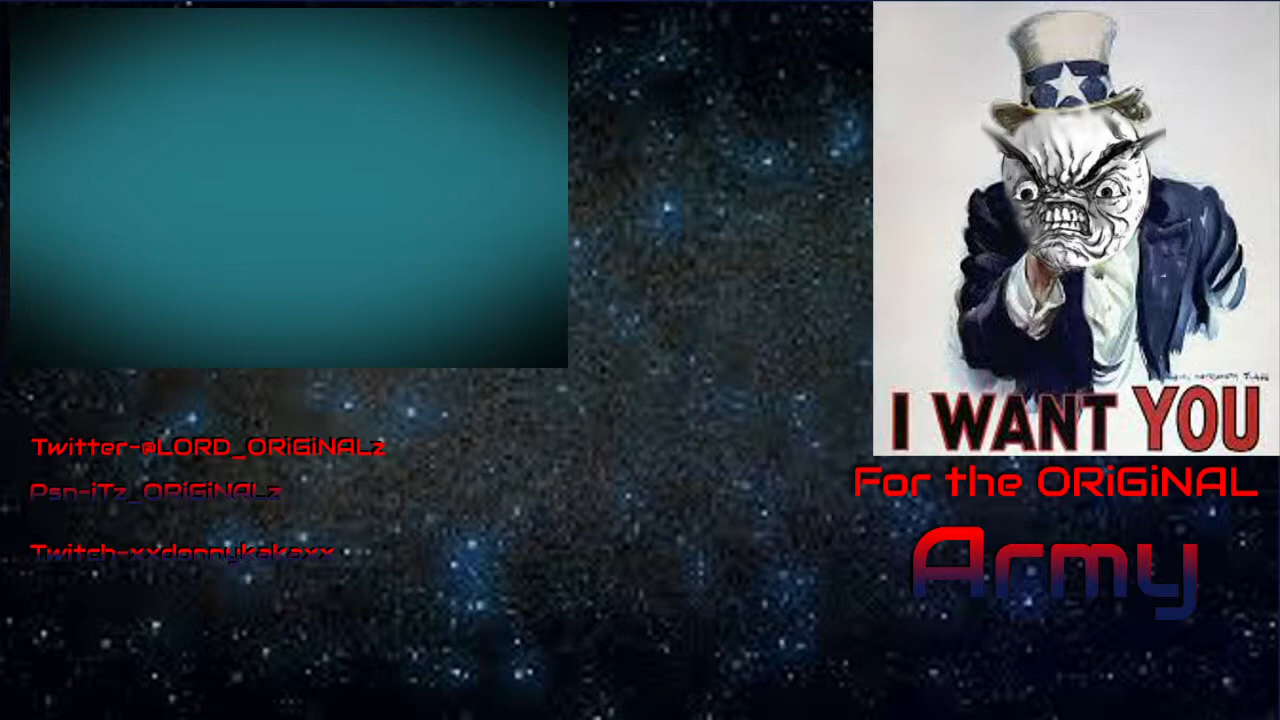 Twitter-@LORD_ORiGiNALz
Psn-iTz_ORiGiNALz
Twitch-xxdonnykakaxx
I WANT YOU
For the ORiGiNAL
Army